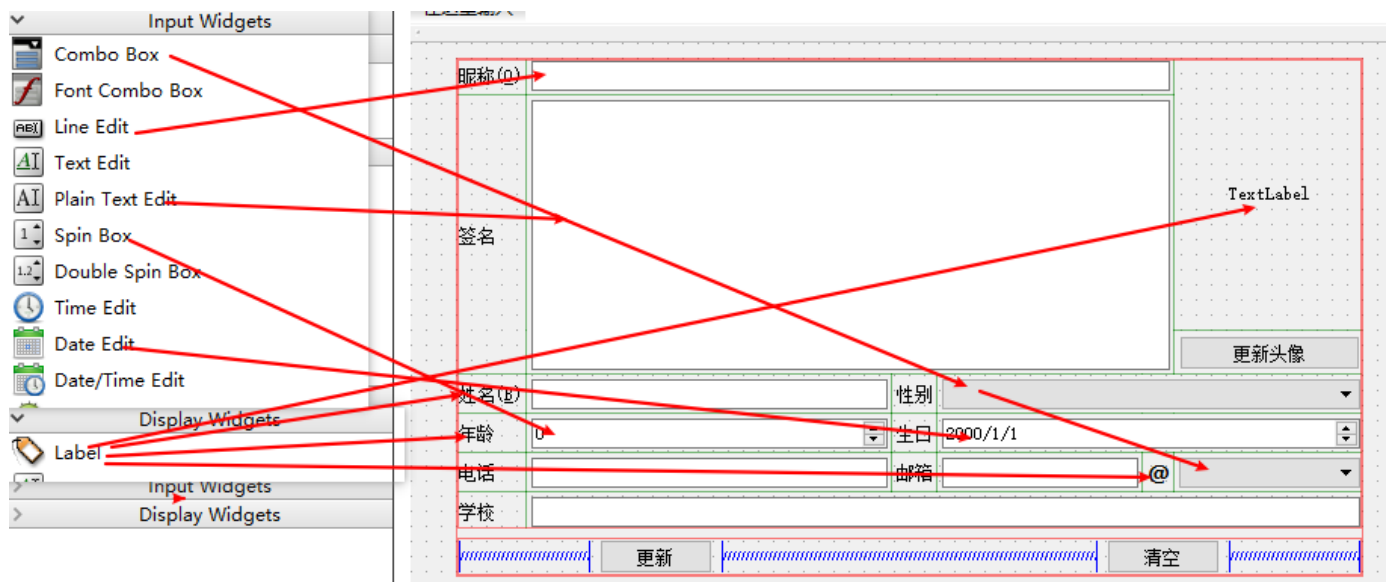 Input Widgets
Combo Box
Font Combo Box
Line Edit
Text Edit
Plain Text Edit
Spin Box
Double Spin Box
Time Edit
Date Edit
Date/Time Edit
Display Widgets
Label
Input Widgets
Display Widgets
昵称(O)
TextLabel
签名
更新头像
姓名(B)
性别
年龄
0
生日
2000/1/1
电话
邮箱
@
学校
更新
清空